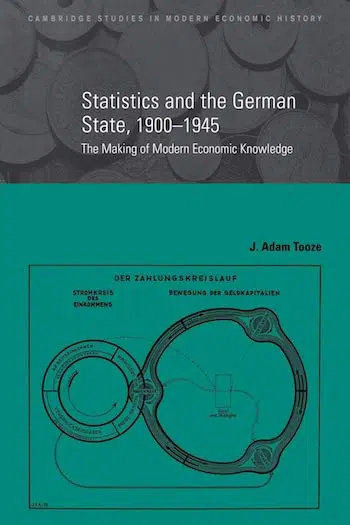 CAMBRIDGE STUDIES IN MODERN ECONOMIC HISTORY
Statistics and the German
State, 1900–1945
The Making of Modern Economic Knowledge
J. Adam Tooze
DER ZAHLUNGSKREISLAUF
STROMKREIS
DES
EINKOMMENS
BEWEGUNG DER GELDKAPITALIEN